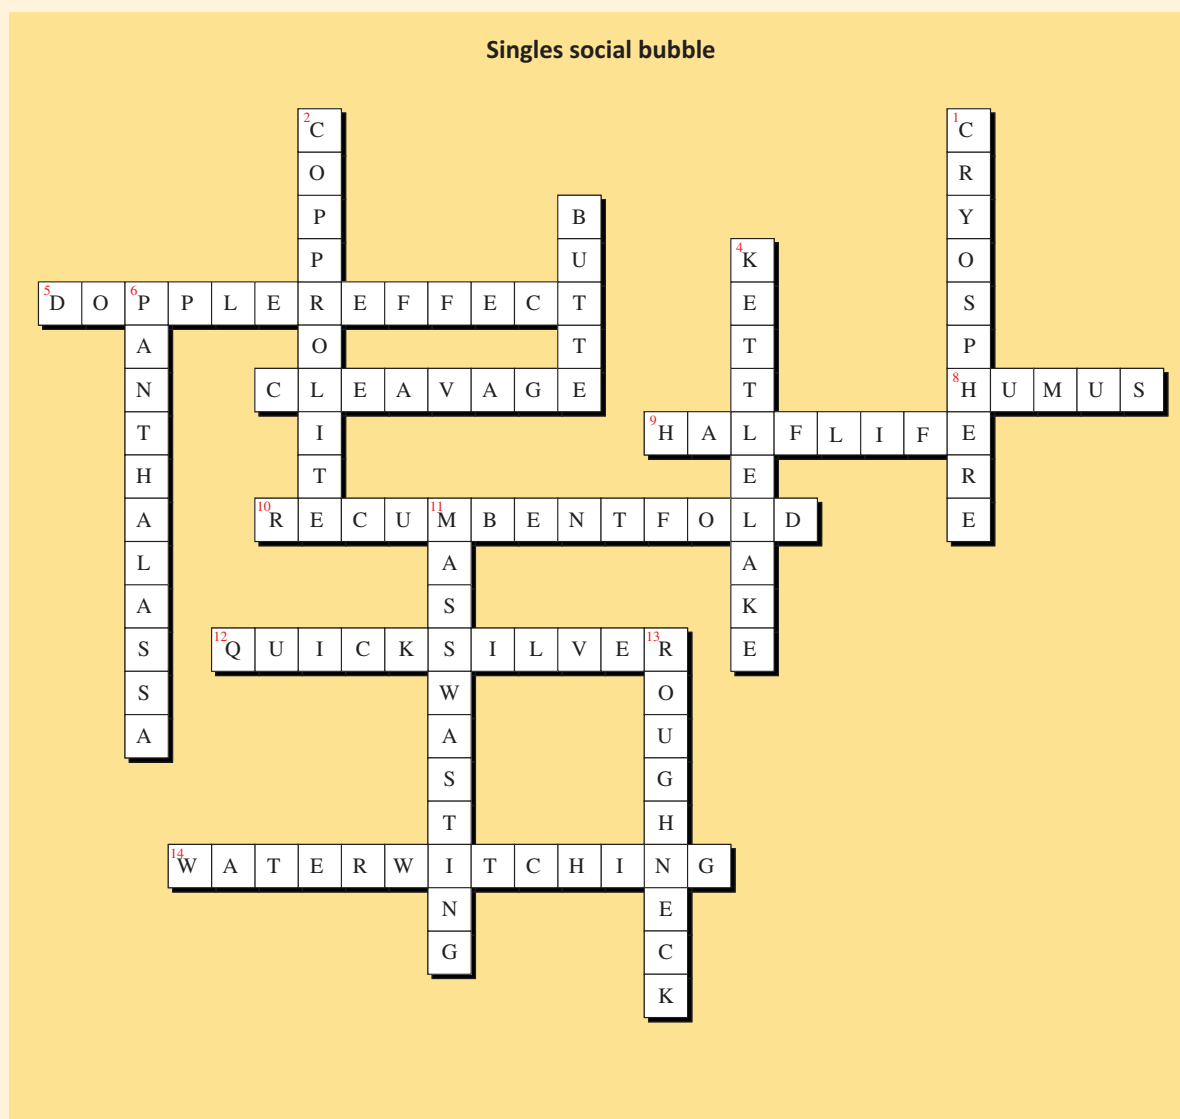 Singles social bubble
2 C 1 C
O R
P B Y
P U 4 K O
5 D O 6 P P L E R E F F E C T E S
A O T T P
N C L E A V A G E T 8 H U M U S
T I 9 H A L F L I F E
H T E R
A 10 R E C U 11 M B E N T F O L D E
L A A
A S K
S 12 Q U I C K S I L V E 13 R E
S W O
A A U
S G
T H
14 W A T E R W I T C H I N G
N E
G C
K